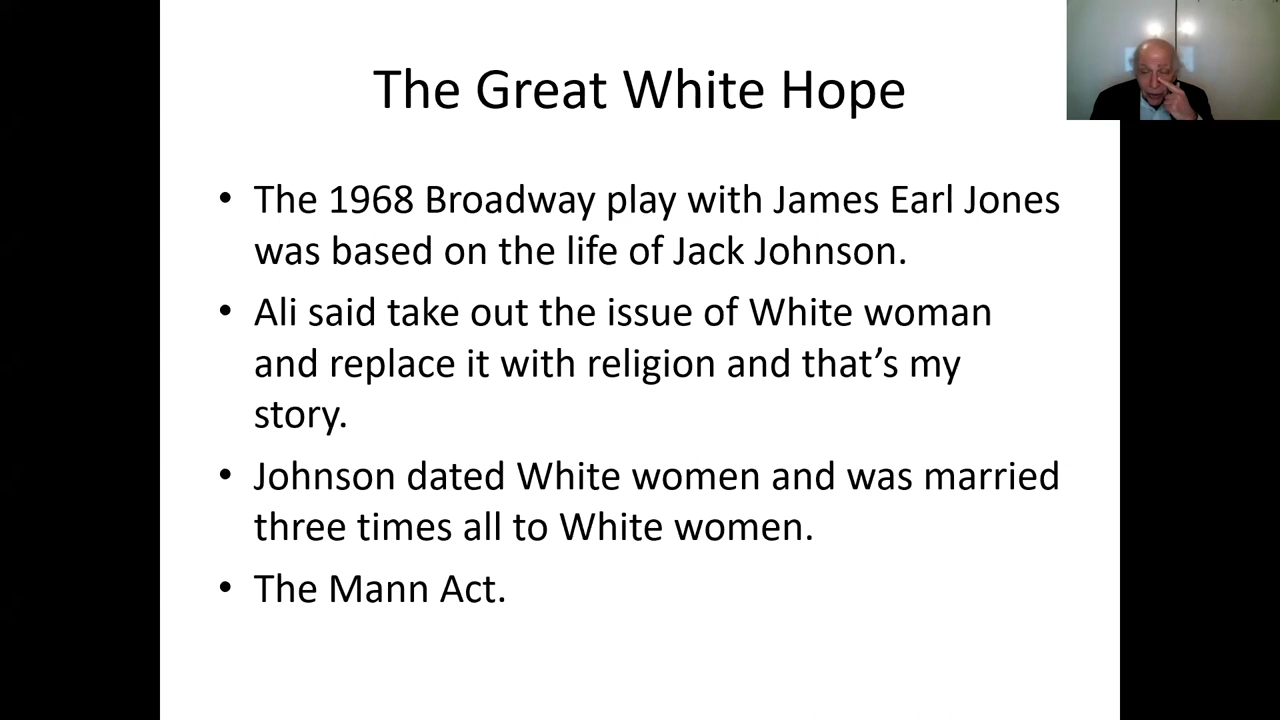 The Great White Hope
• The 1968 Broadway play with James Earl Jones
was based on the life of Jack Johnson.
• Ali said take out the issue of White woman
and replace it with religion and that’s my
story.
• Johnson dated White women and was married
three times all to White women.
• The Mann Act.